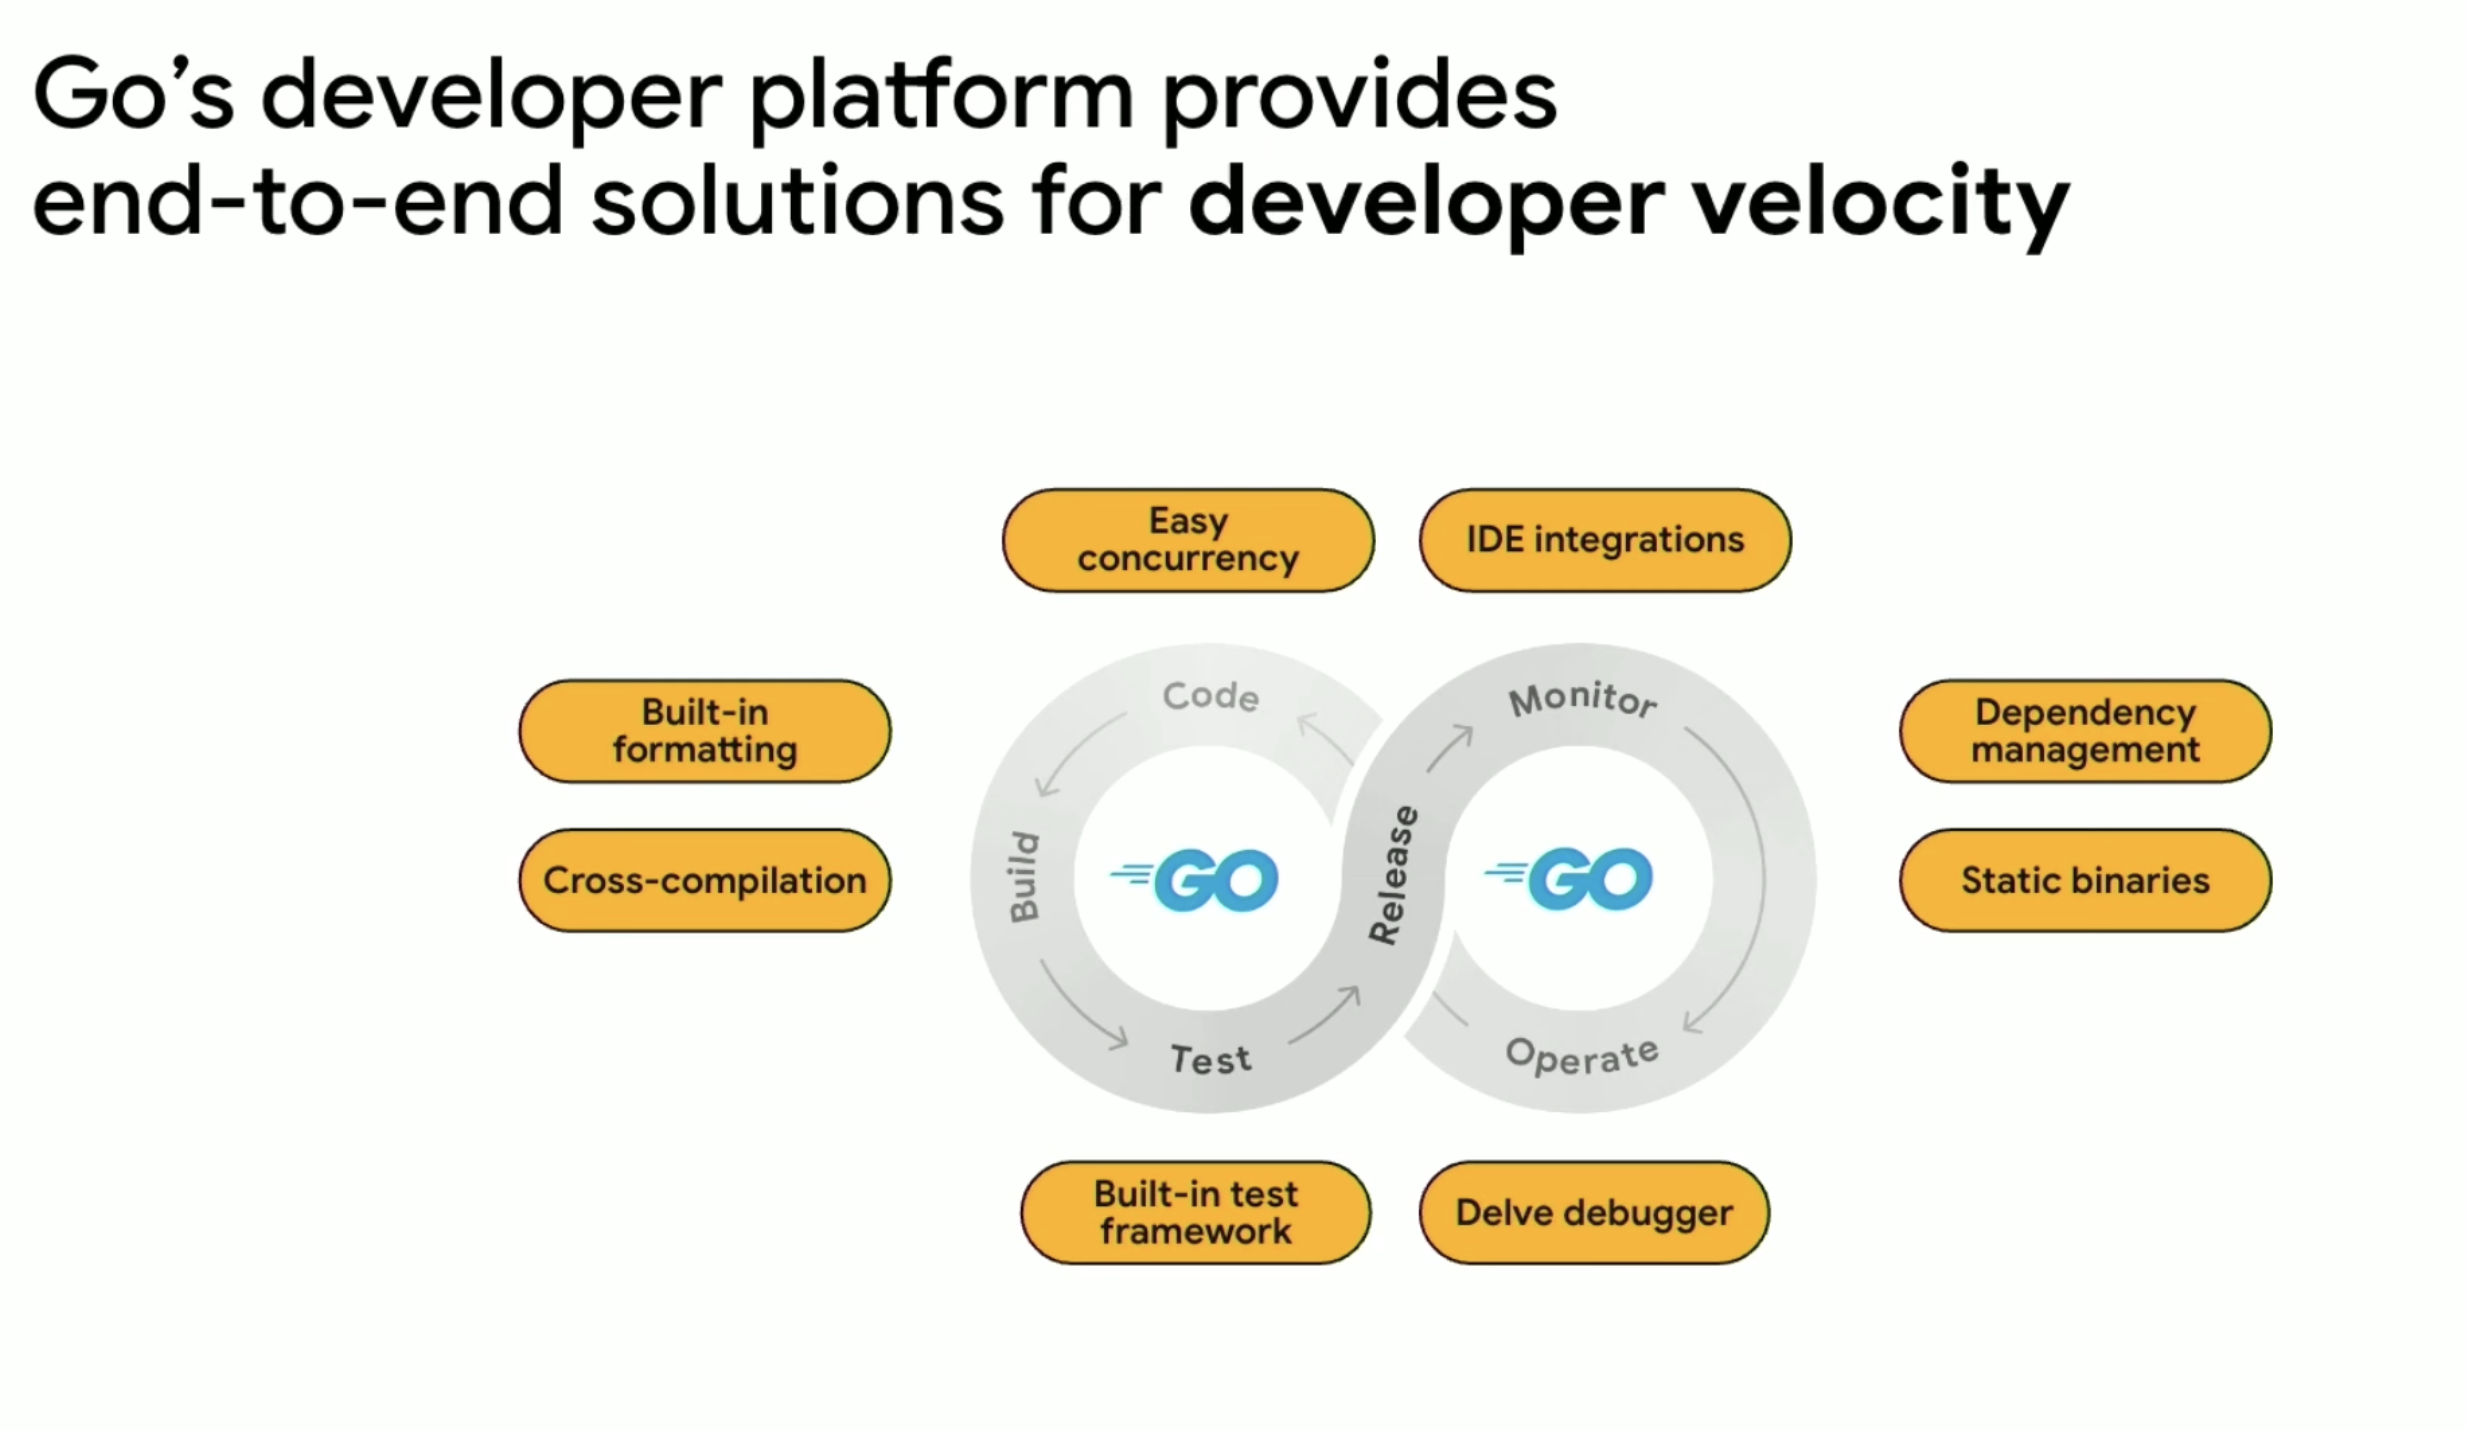 Go’s developer platform provides
end-to-end solutions for developer velocity
Easy
concurrency
IDE integrations
Built-in
formatting
Cross-compilation
Code
Build
Test
Release
Monitor
Operate
GO
GO
Dependency
management
Static binaries
Built-in test
framework
Delve debugger